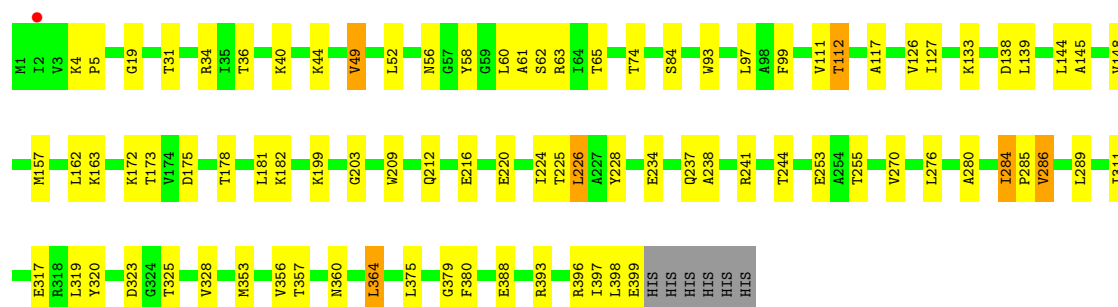 M1 I2 V3 K4 P5 G19 T31 R34 I35 T36 K40 K44 V49 L52 N56 G57 Y58 G59 L60 A61 S62 R63 I64 T65 T74 S84 W93 L97 A98 F99 V111 T112 A117 V126 I127 K133 D138 L139 L144 A145 V148
M157 L162 K163 K172 T173 V174 D175 T178 L181 K182 K199 G203 W209 Q212 E216 E220 I224 T225 L226 A227 Y228 E234 Q237 A238 R241 T244 E253 A254 T255 V270 L276 A280 I284 P285 V286 L289 I311
E317 R318 L319 Y320 D323 G324 T325 V328 M353 V356 T357 N360 L364 L375 G379 F380 E388 R393 R396 I397 L398 E399 HIS HIS HIS HIS HIS HIS